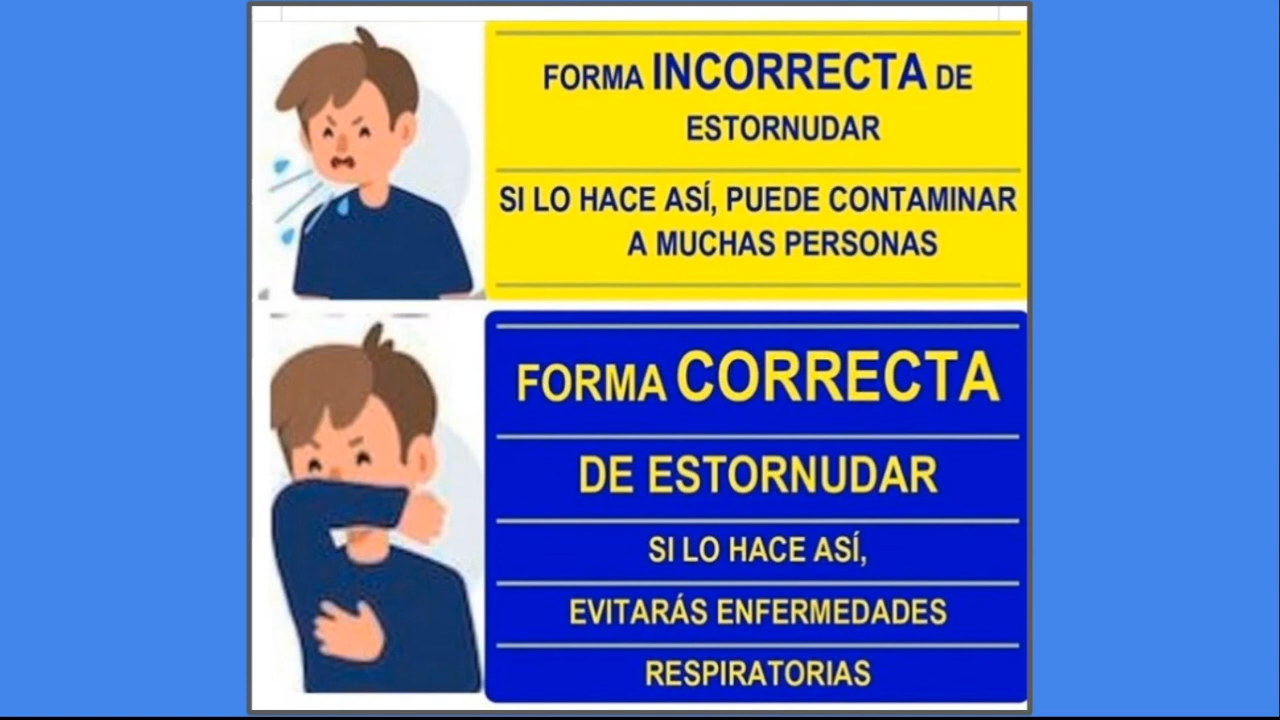 FORMA INCORRECTA DE
ESTORNUDAR
SI LO HACE ASÍ, PUEDE CONTAMINAR
A MUCHAS PERSONAS
FORMA CORRECTA
DE ESTORNUDAR
SI LO HACE ASÍ,
EVITARÁS ENFERMEDADES
RESPIRATORIAS